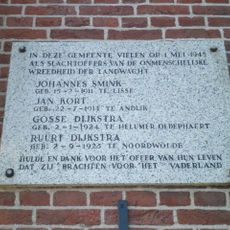 IN DEZE GEMEENTE VIELEN OP 1 MEI 1945
ALS SLACHTOFFERS VAN DE ONMENSCHELIJKE
WREEDHEID DER LANDWACHT
JOHANNES SMINK
GEB: 15-7-1911 TE LISSE
JAN KORT
GEB: 22-7-1913 TE ANDIJK
GOSSE DIJKSTRA
GEB: 2-1-1924 TE HELUMER OLDEPHAERT
RUURT DIJKSTRA
GEB: 2-9-1925 TE NOORDWOLDE
HULDE EN DANK VOOR HET OFFER VAN HUN LEVEN
DAT ZIJ BRACHTEN VOOR HET VADERLAND